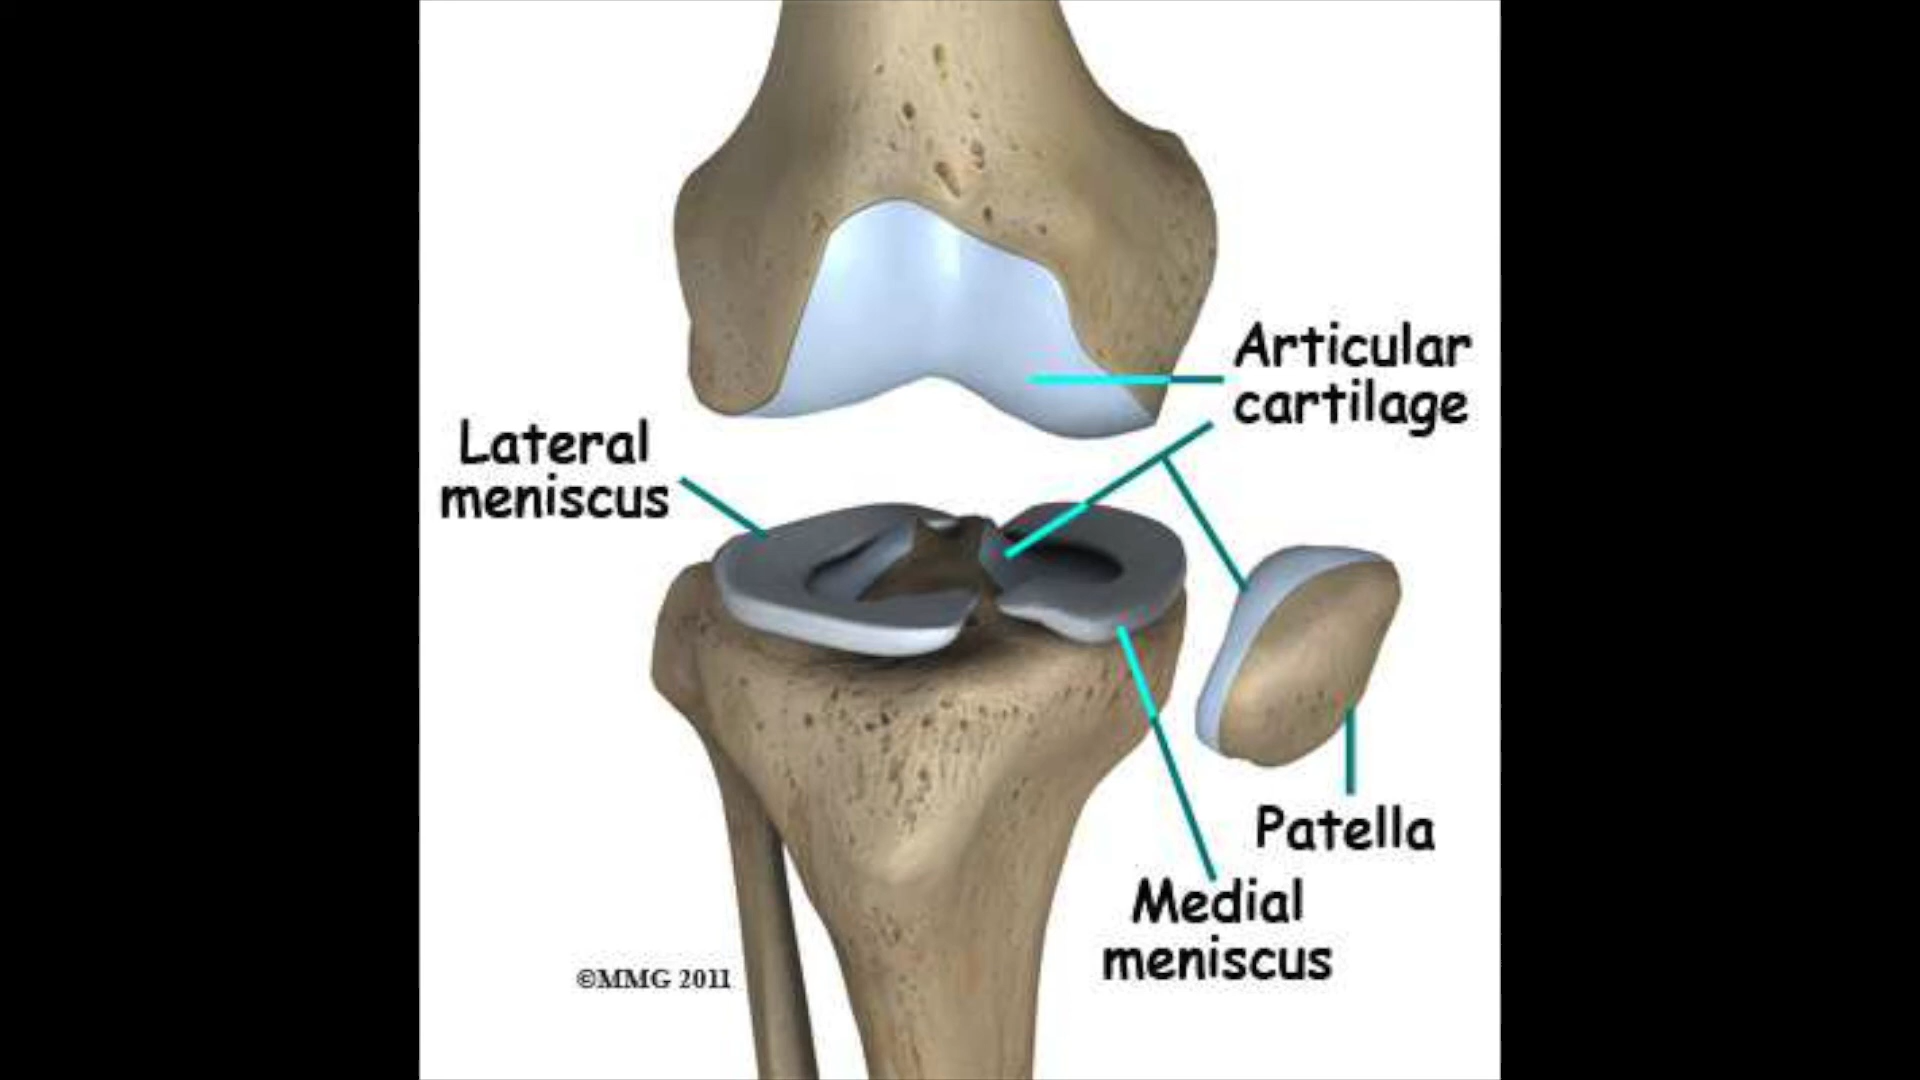 Articular
cartilage
Lateral
meniscus
Patella
Medial
meniscus
©MMG 2011